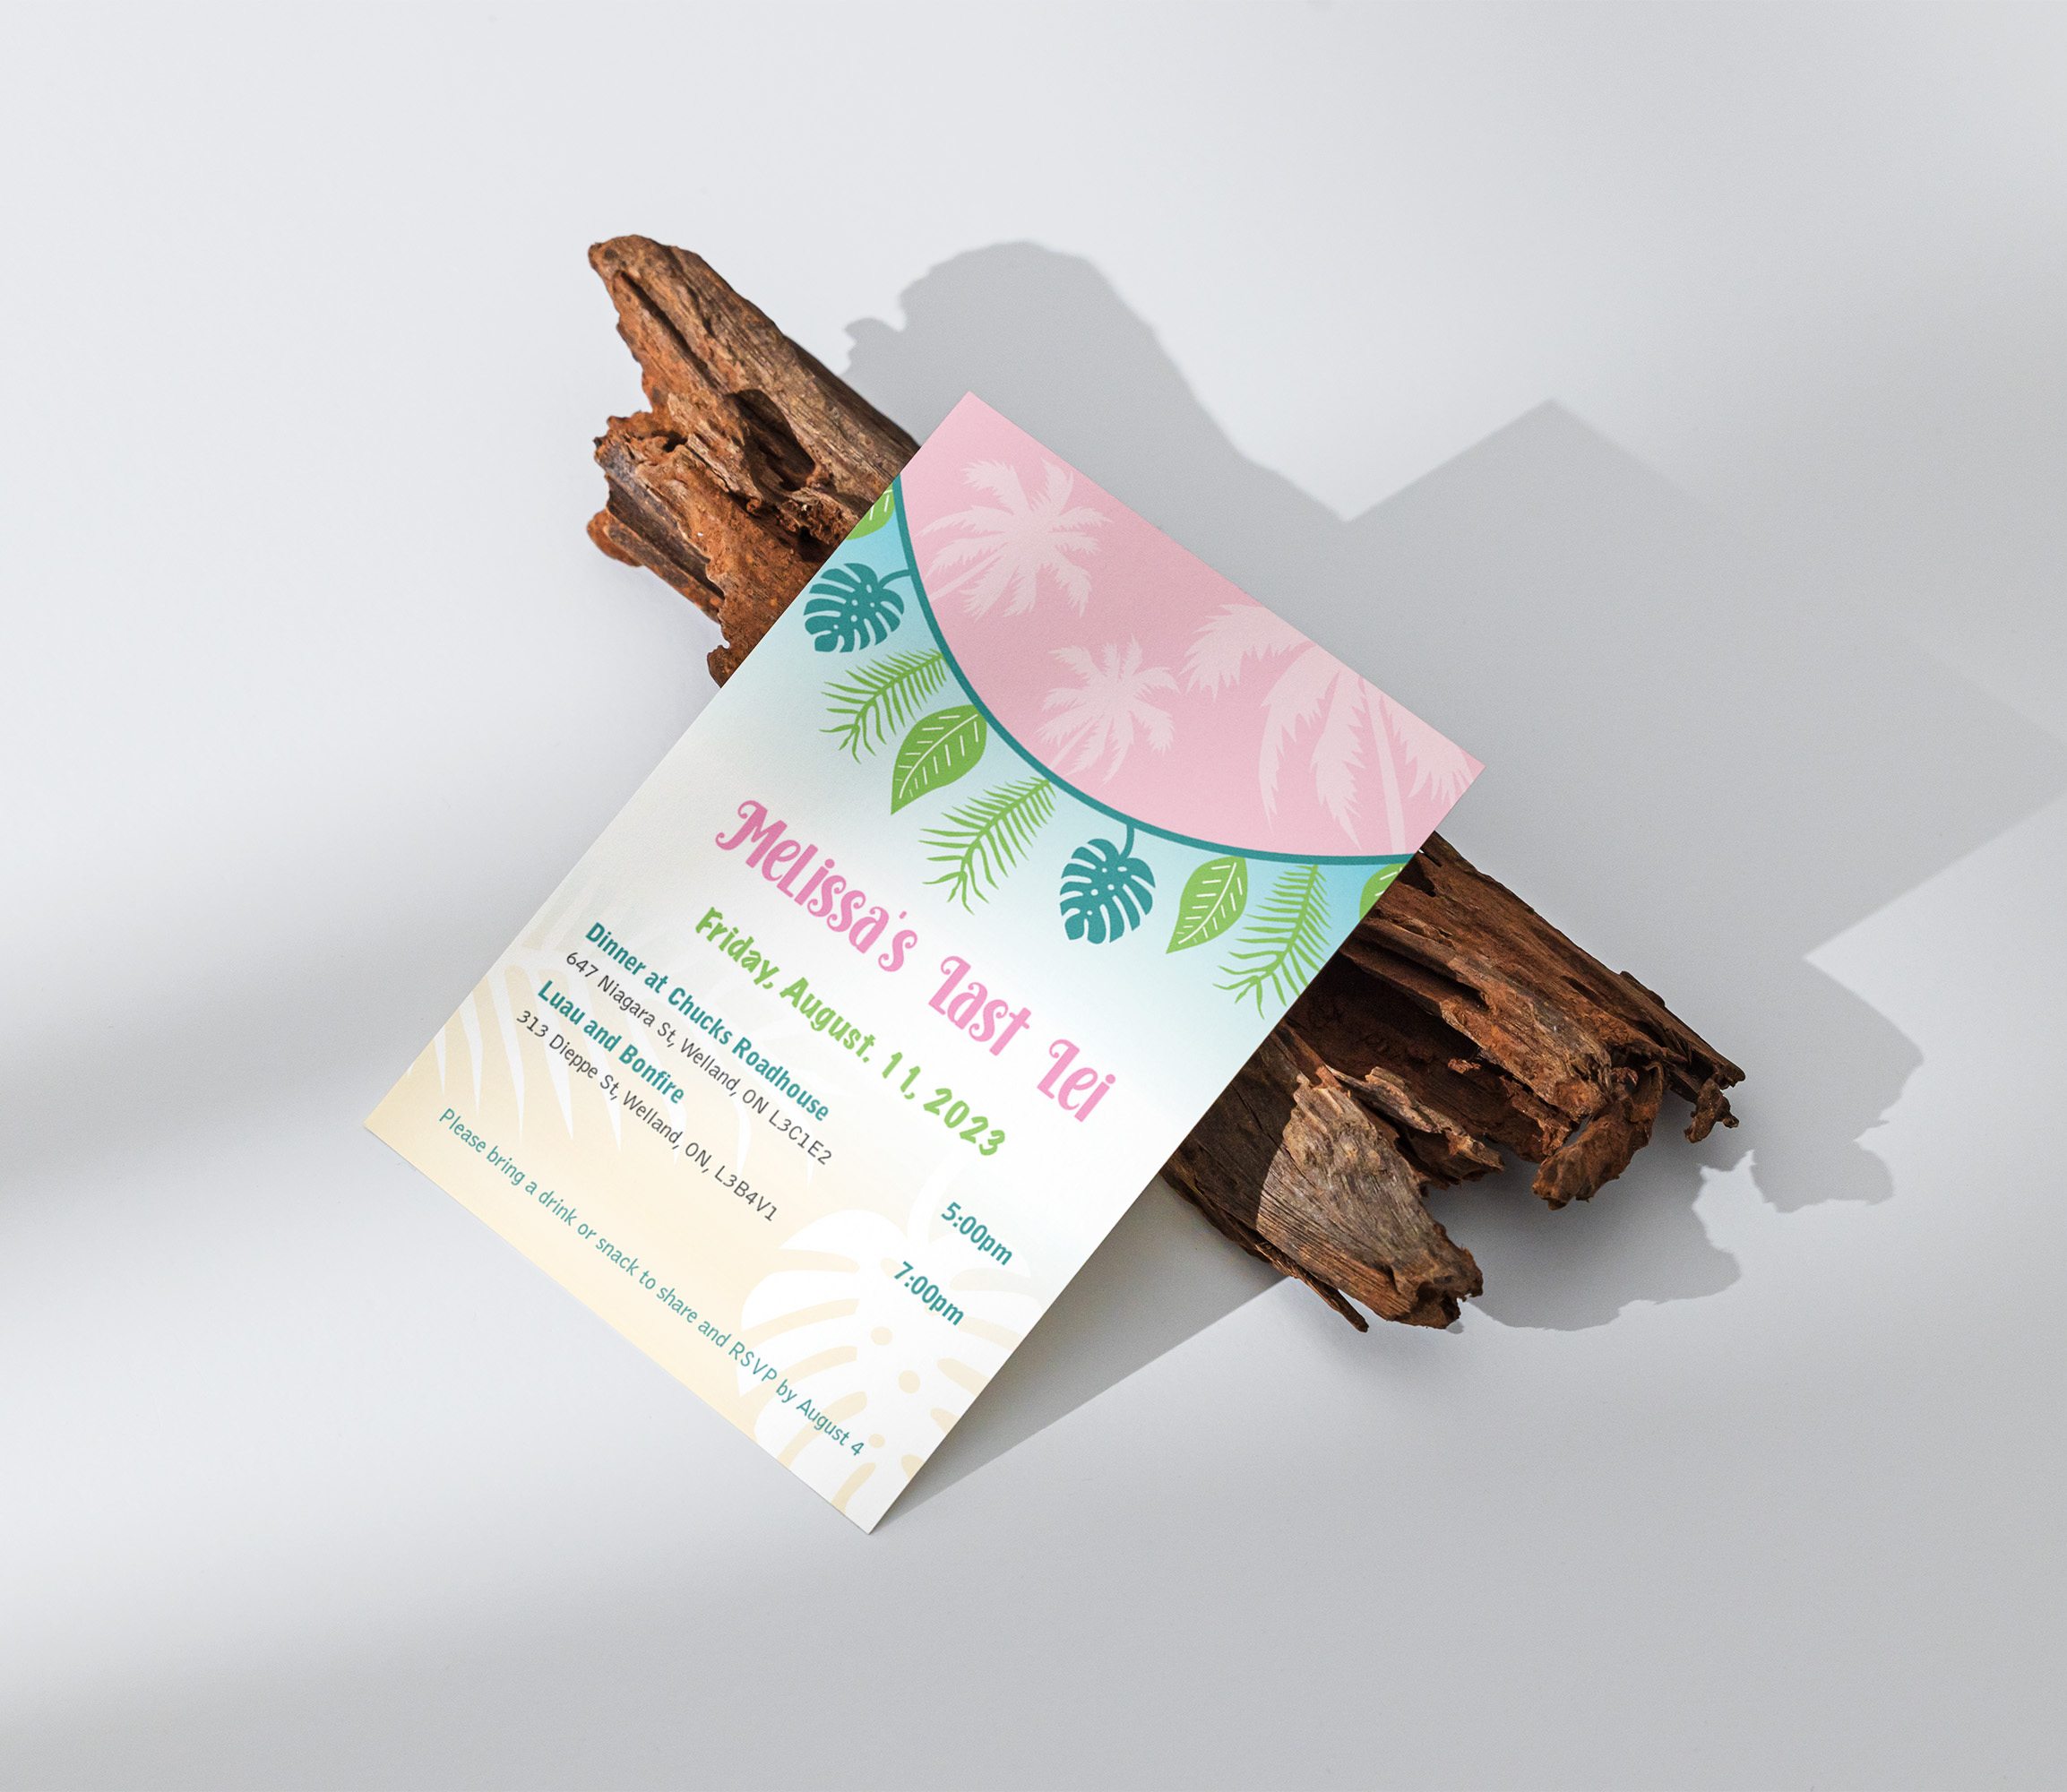 Melissa's Last Lei
Friday, August. 11, 2023
Dinner at Chucks Roadhouse 5:00pm
647 Niagara St, Welland, ON L3C1E2
Luau and Bonfire 7:00pm
313 Dieppe St, Welland, ON, L3B4V1
Please bring a drink or snack to share and RSVP by August 4